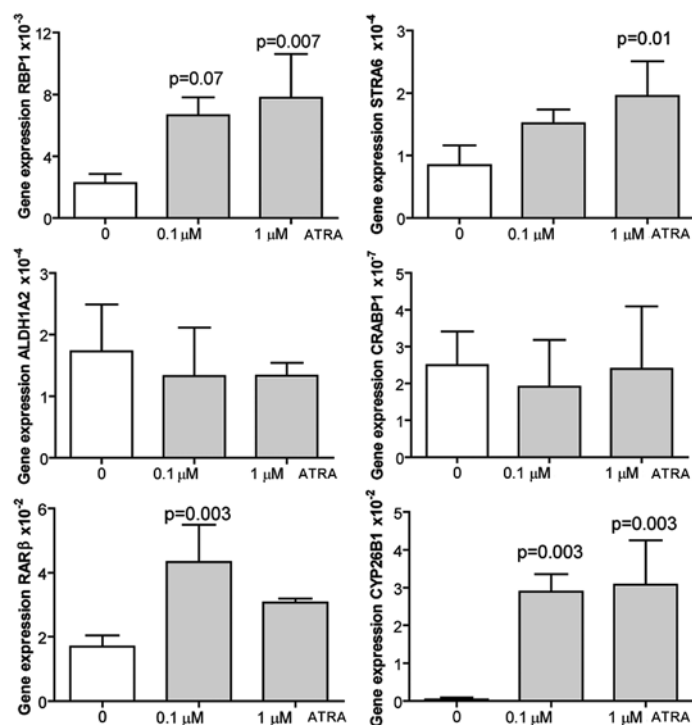 Gene expression RBP1 x10⁻³
12
9
6
3
0
p=0.07
p=0.007
0
0.1 μM
1 μM ATRA
Gene expression STRA6 x10⁻⁴
3
2
1
0
p=0.01
0
0.1 μM
1 μM ATRA
Gene expression ALDH1A2 x10⁻⁴
3
2
1
0
0
0.1 μM
1 μM ATRA
Gene expression CRABP1 x10⁻⁷
5
4
3
2
1
0
0
0.1 μM
1 μM ATRA
Gene expression RARβ x10⁻²
6
4
2
0
p=0.003
0
0.1 μM
1 μM ATRA
Gene expression CYP26B1 x10⁻²
5
4
3
2
1
0
p=0.003
p=0.003
0
0.1 μM
1 μM ATRA